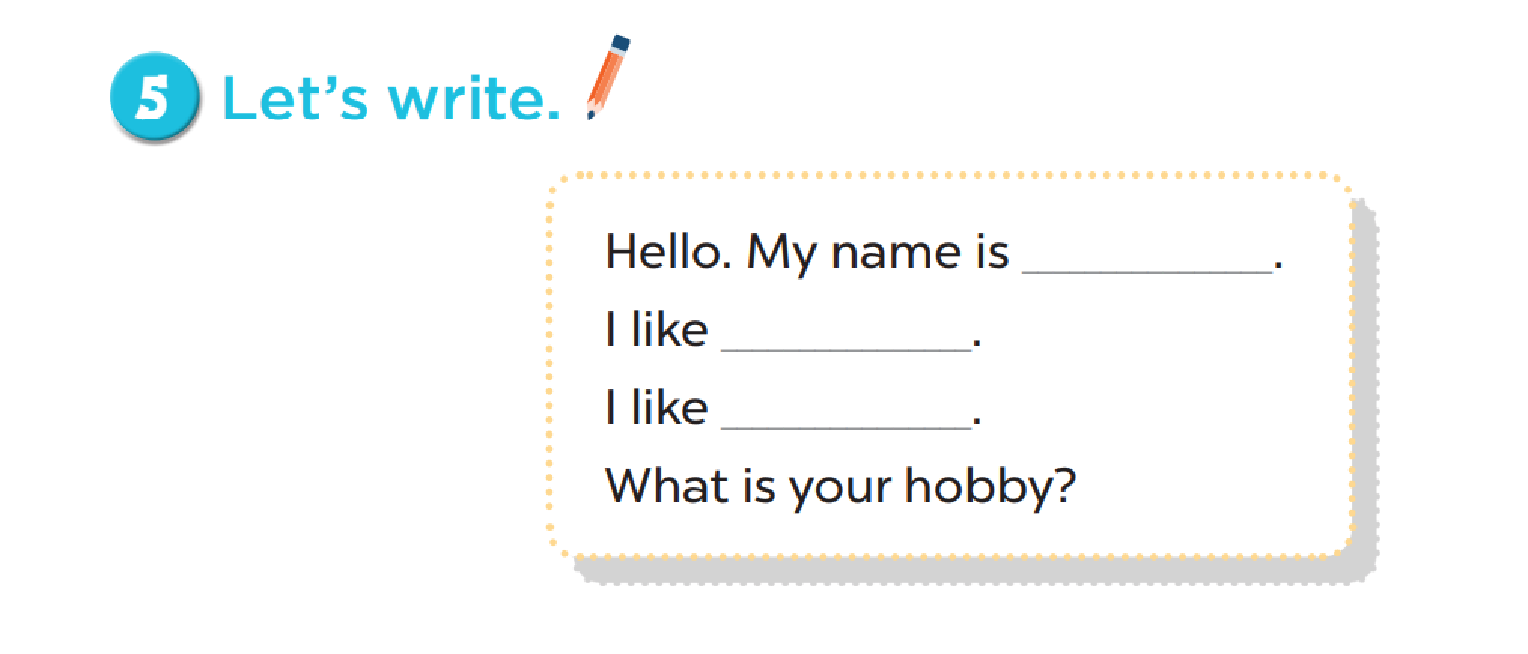 5 Let's write.
Hello. My name is __________.
I like __________.
I like __________.
What is your hobby?